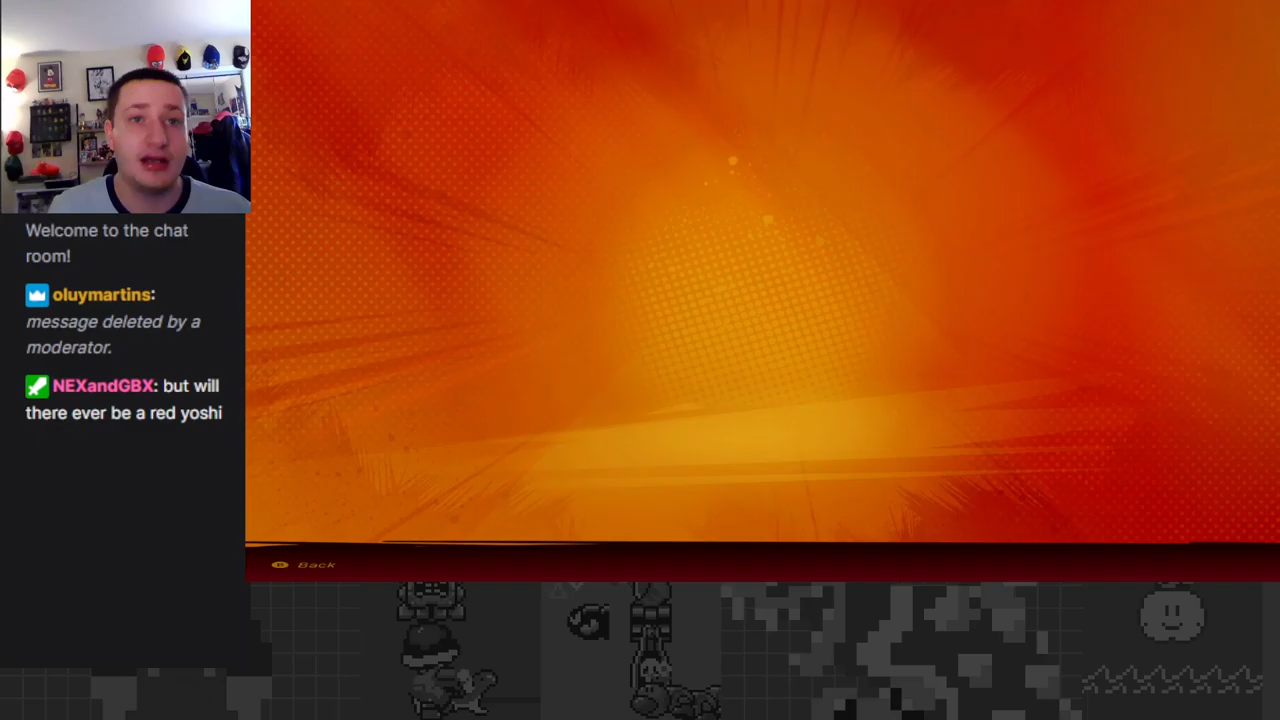 Welcome to the chat
room!
oluymartins:
message deleted by a
moderator.
NEXandGBX: but will
there ever be a red yoshi
Back